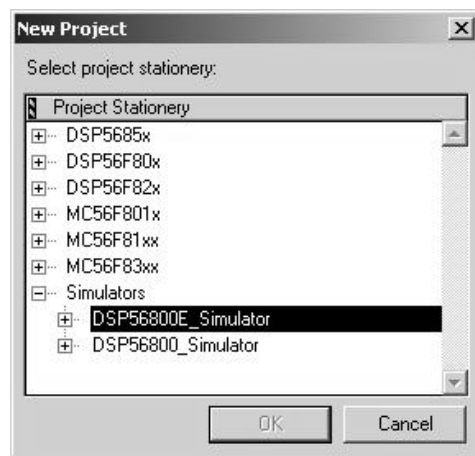 New Project
Select project stationery:
Project Stationery
DSP5685x
DSP56F80x
DSP56F82x
MC56F801x
MC56F81xx
MC56F83xx
Simulators
DSP56800E_Simulator
DSP56800_Simulator
OK Cancel